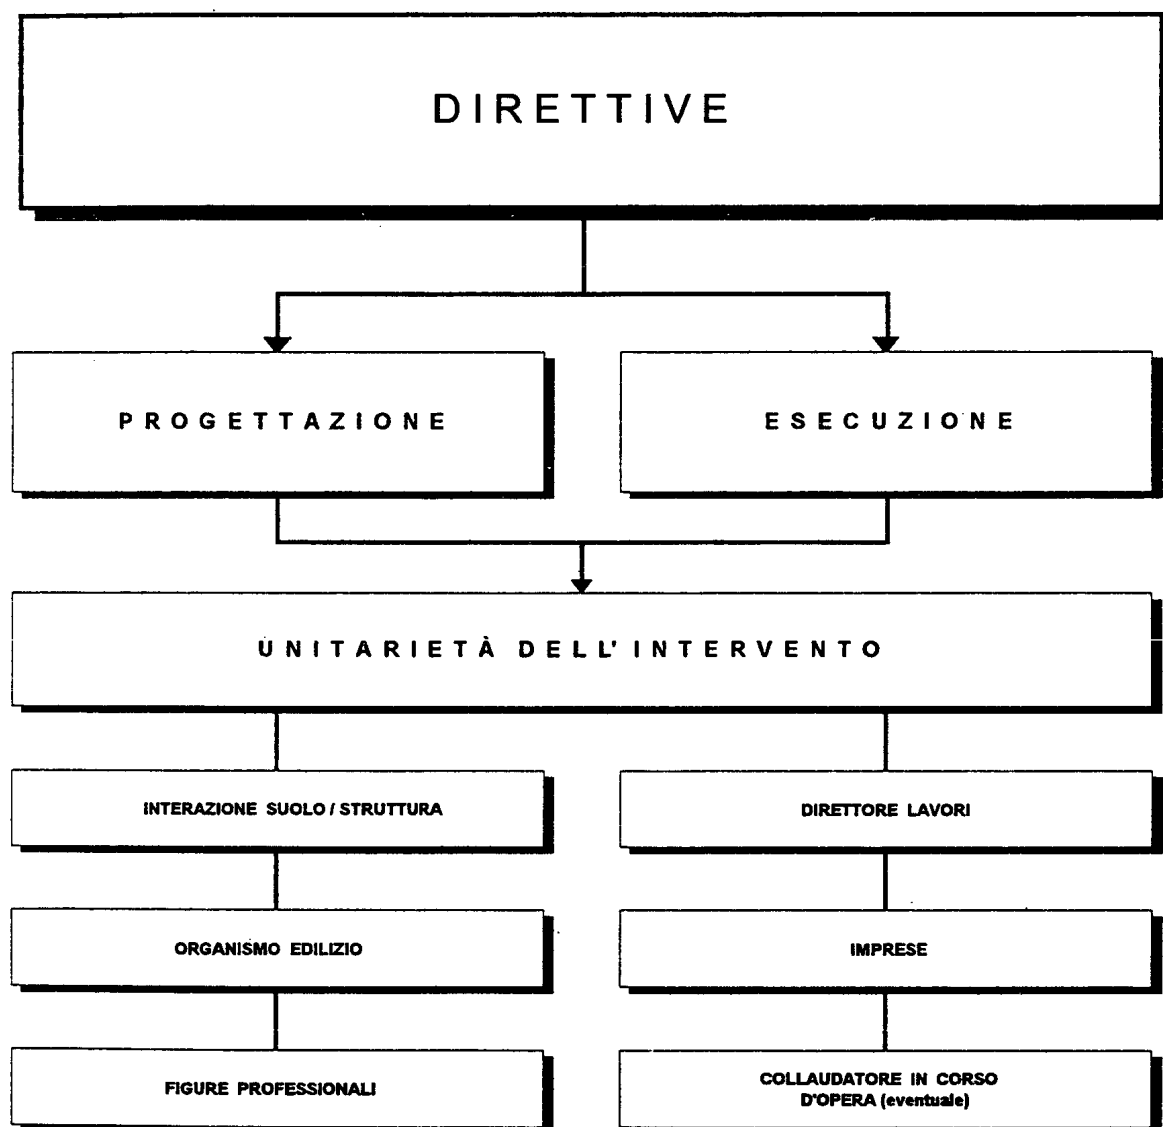 DIRETTIVE
PROGETTAZIONE
ESECUZIONE
UNITARIETÀ DELL'INTERVENTO
INTERAZIONE SUOLO / STRUTTURA
DIRETTORE LAVORI
ORGANISMO EDILIZIO
IMPRESE
FIGURE PROFESSIONALI
COLLAUDATORE IN CORSO
D'OPERA (eventuale)